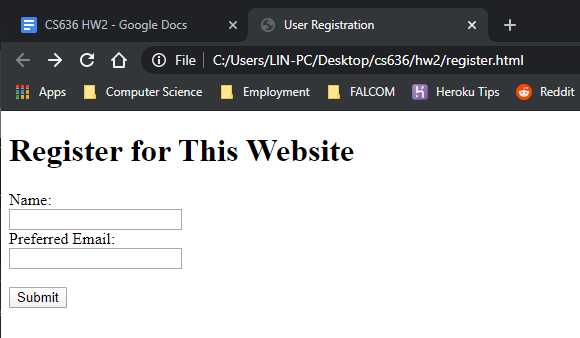 CS636 HW2 - Google Docs User Registration
File C:/Users/LIN-PC/Desktop/cs636/hw2/register.html
Apps Computer Science Employment FALCOM Heroku Tips Reddit
Register for This Website
Name:
Preferred Email:
Submit